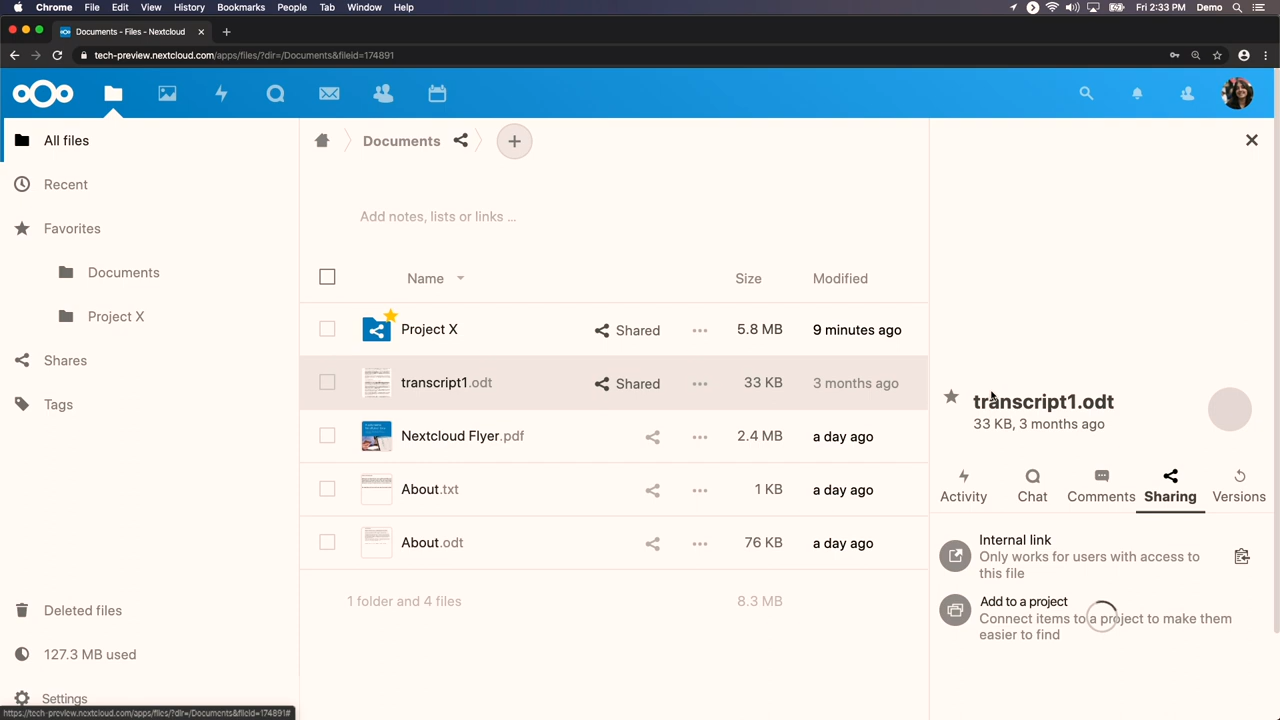 Chrome File Edit View History Bookmarks People Tab Window Help Fri 2:33 PM Demo
Documents - Files - Nextcloud
tech-preview.nextcloud.com/apps/files/?dir=/Documents&fileid=174891
All files
Recent
Favorites
Documents
Project X
Shares
Tags
Deleted files
127.3 MB used
Settings
https://tech-preview.nextcloud.com/apps/files/?dir=/Documents&fileid=174891#
Documents
Add notes, lists or links ...
Name Size Modified
Project X Shared 5.8 MB 9 minutes ago
transcript1.odt Shared 33 KB 3 months ago
Nextcloud Flyer.pdf 2.4 MB a day ago
About.txt 1 KB a day ago
About.odt 76 KB a day ago
1 folder and 4 files 8.3 MB
transcript1.odt
33 KB, 3 months ago
Activity Chat Comments Sharing Versions
Internal link
Only works for users with access to
this file
Add to a project
Connect items to a project to make them
easier to find